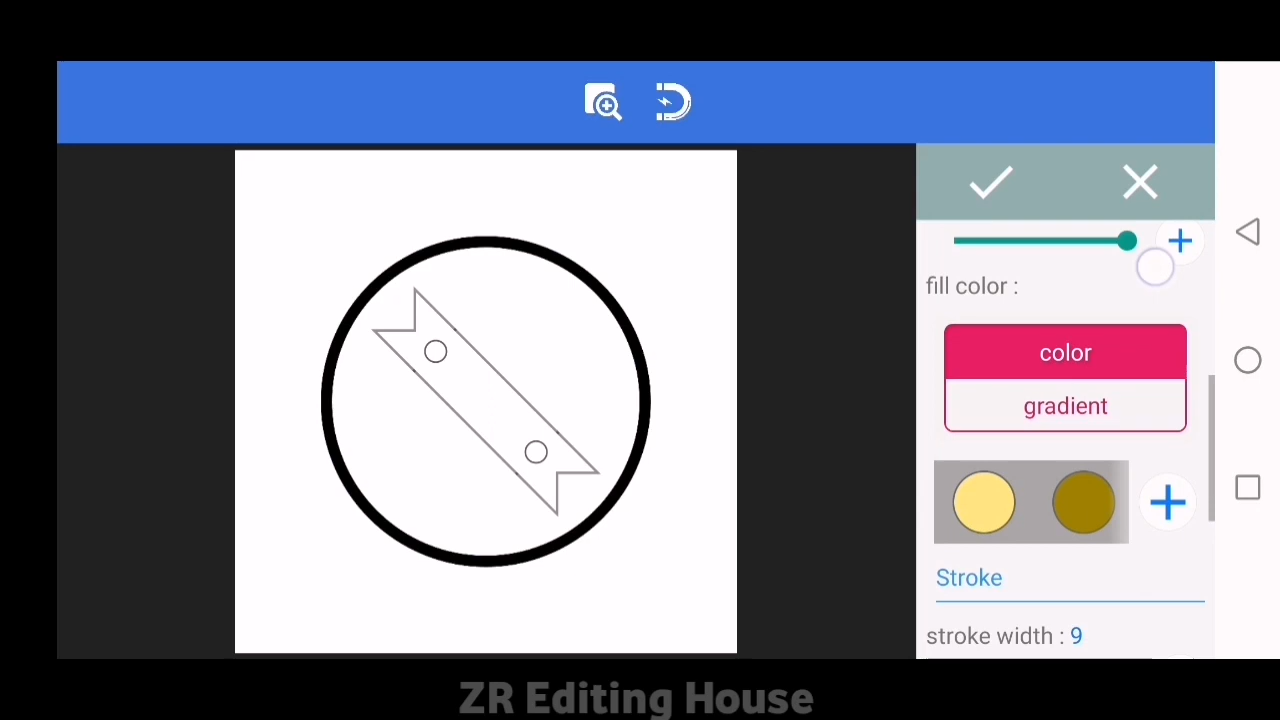 fill color :
color
gradient
Stroke
stroke width : 9
ZR Editing House